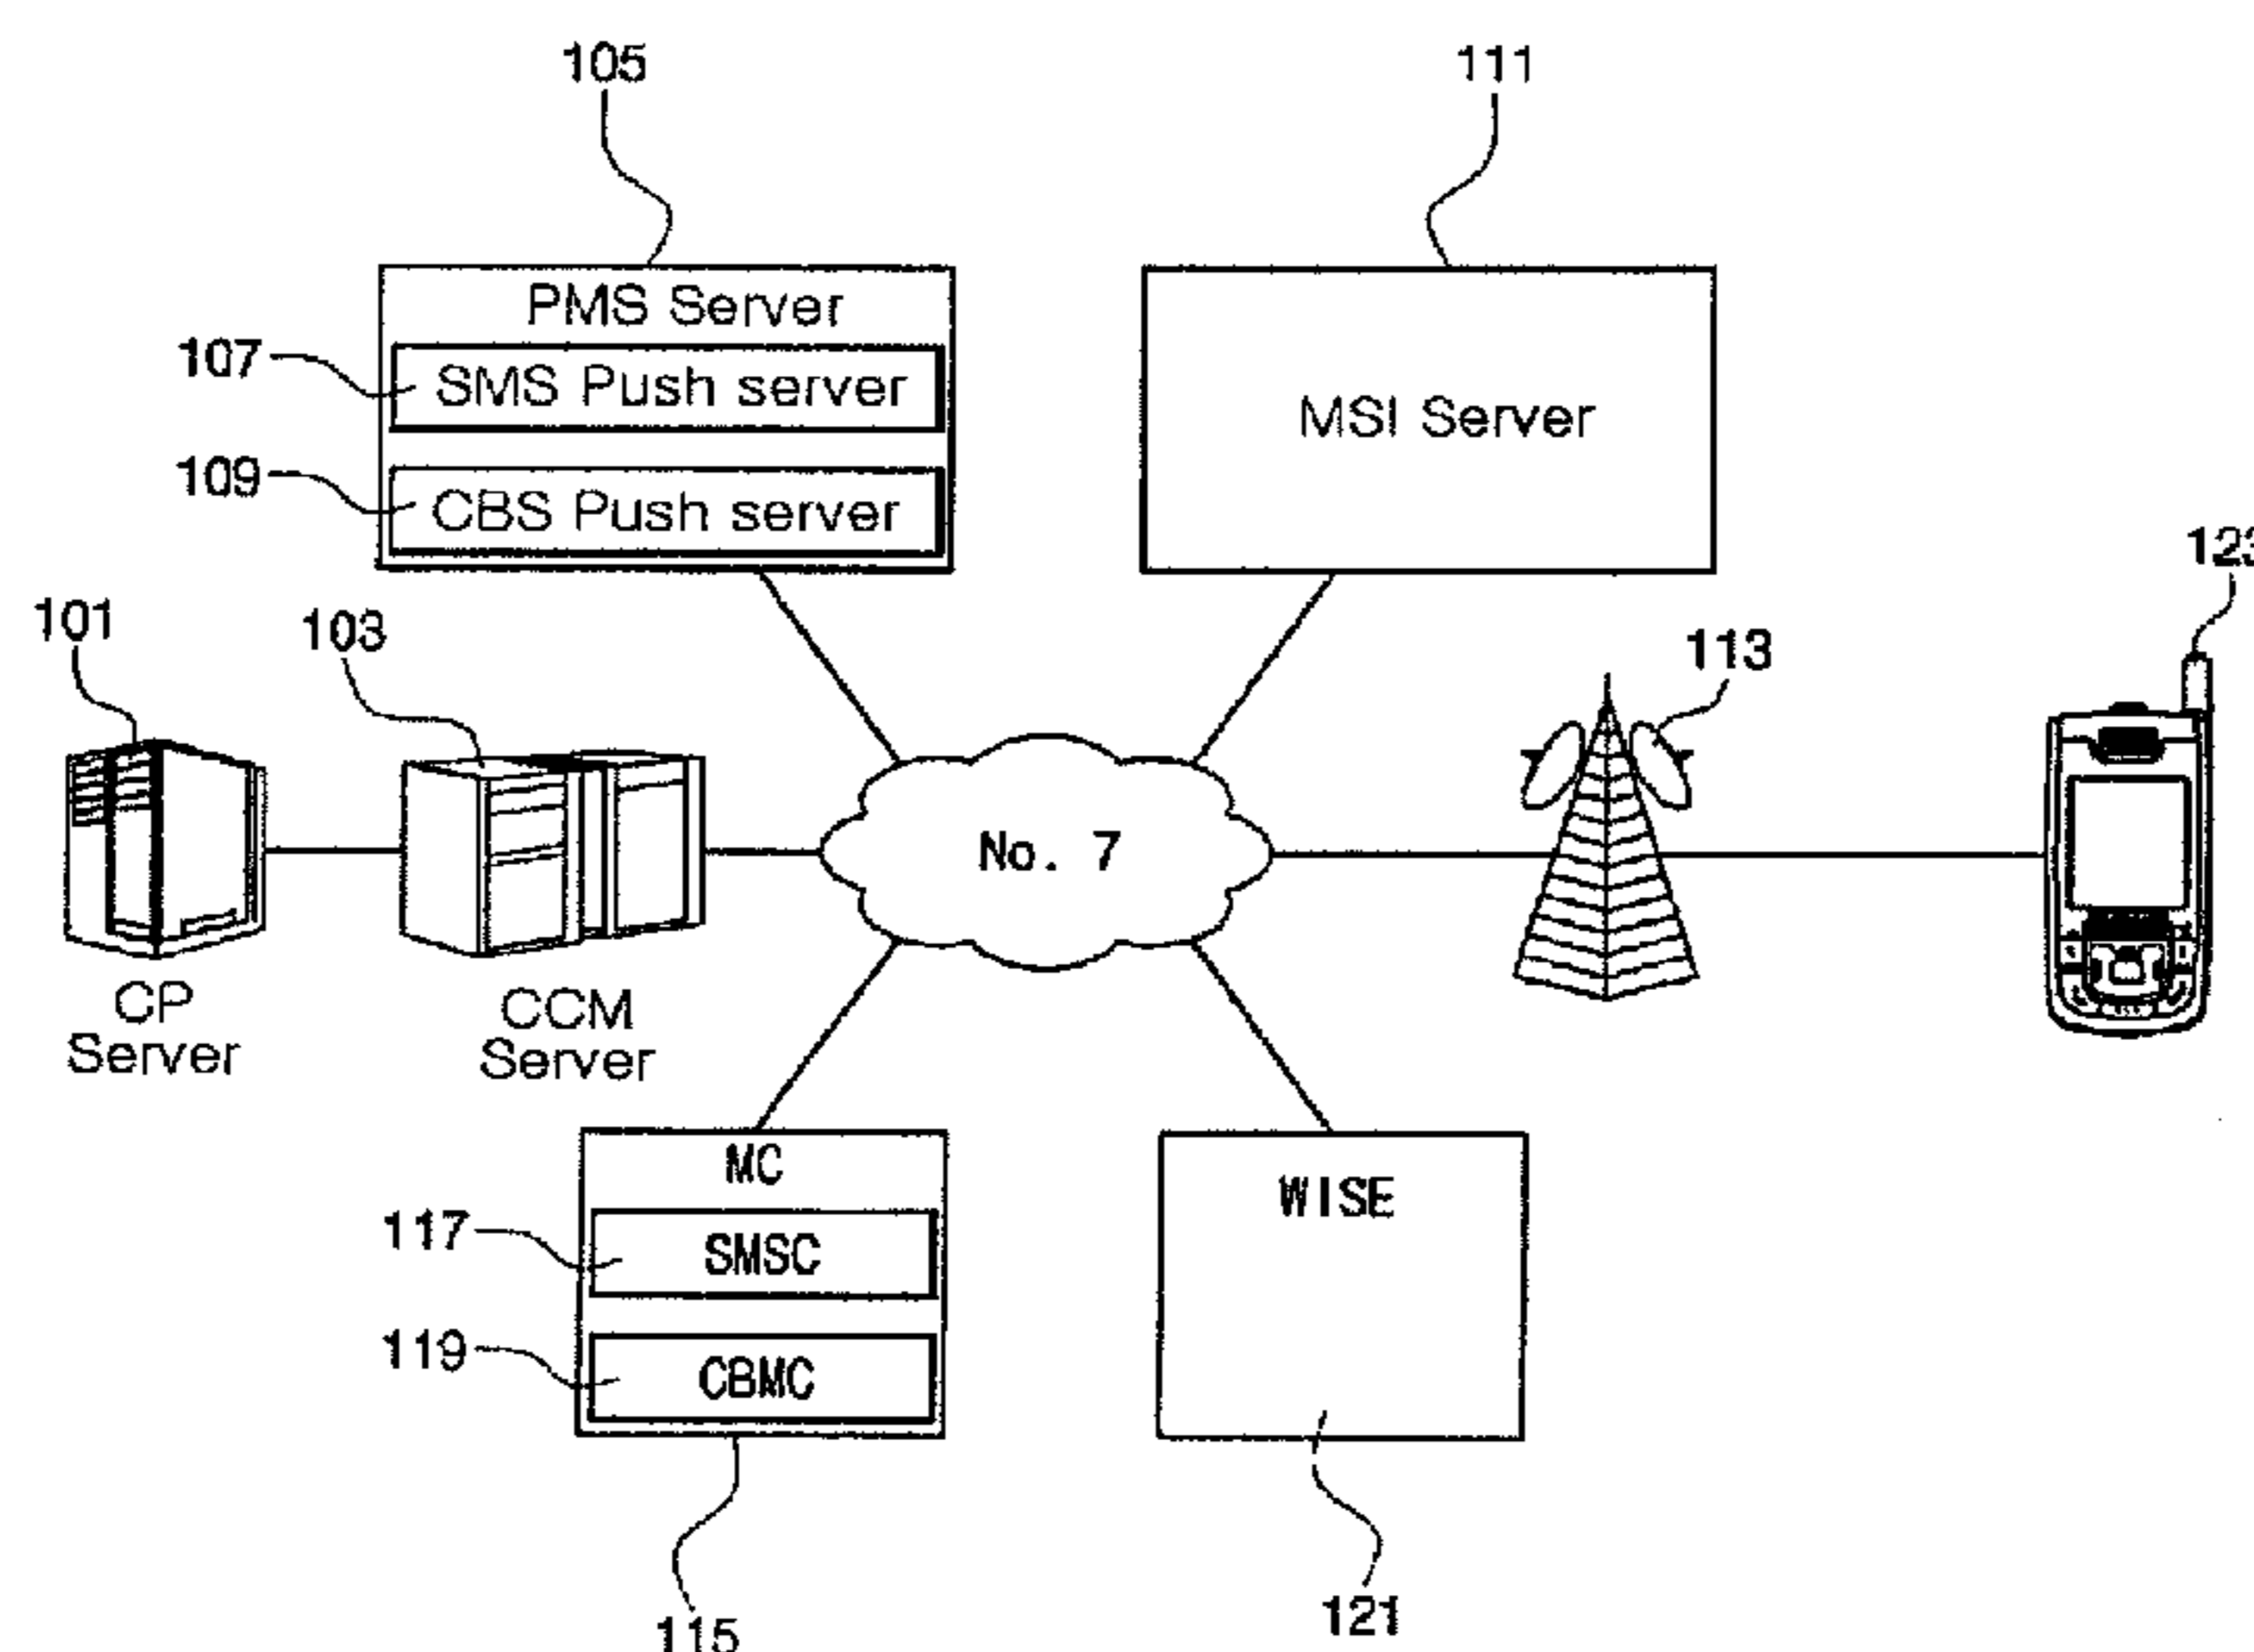 105
111
PMS Server
107
SMS Push server
MSI Server
109
CBS Push server
123
101
103
113
No. 7
CP
Server
CCM
Server
MC
WISE
117
SMSC
119
CBMC
115
121